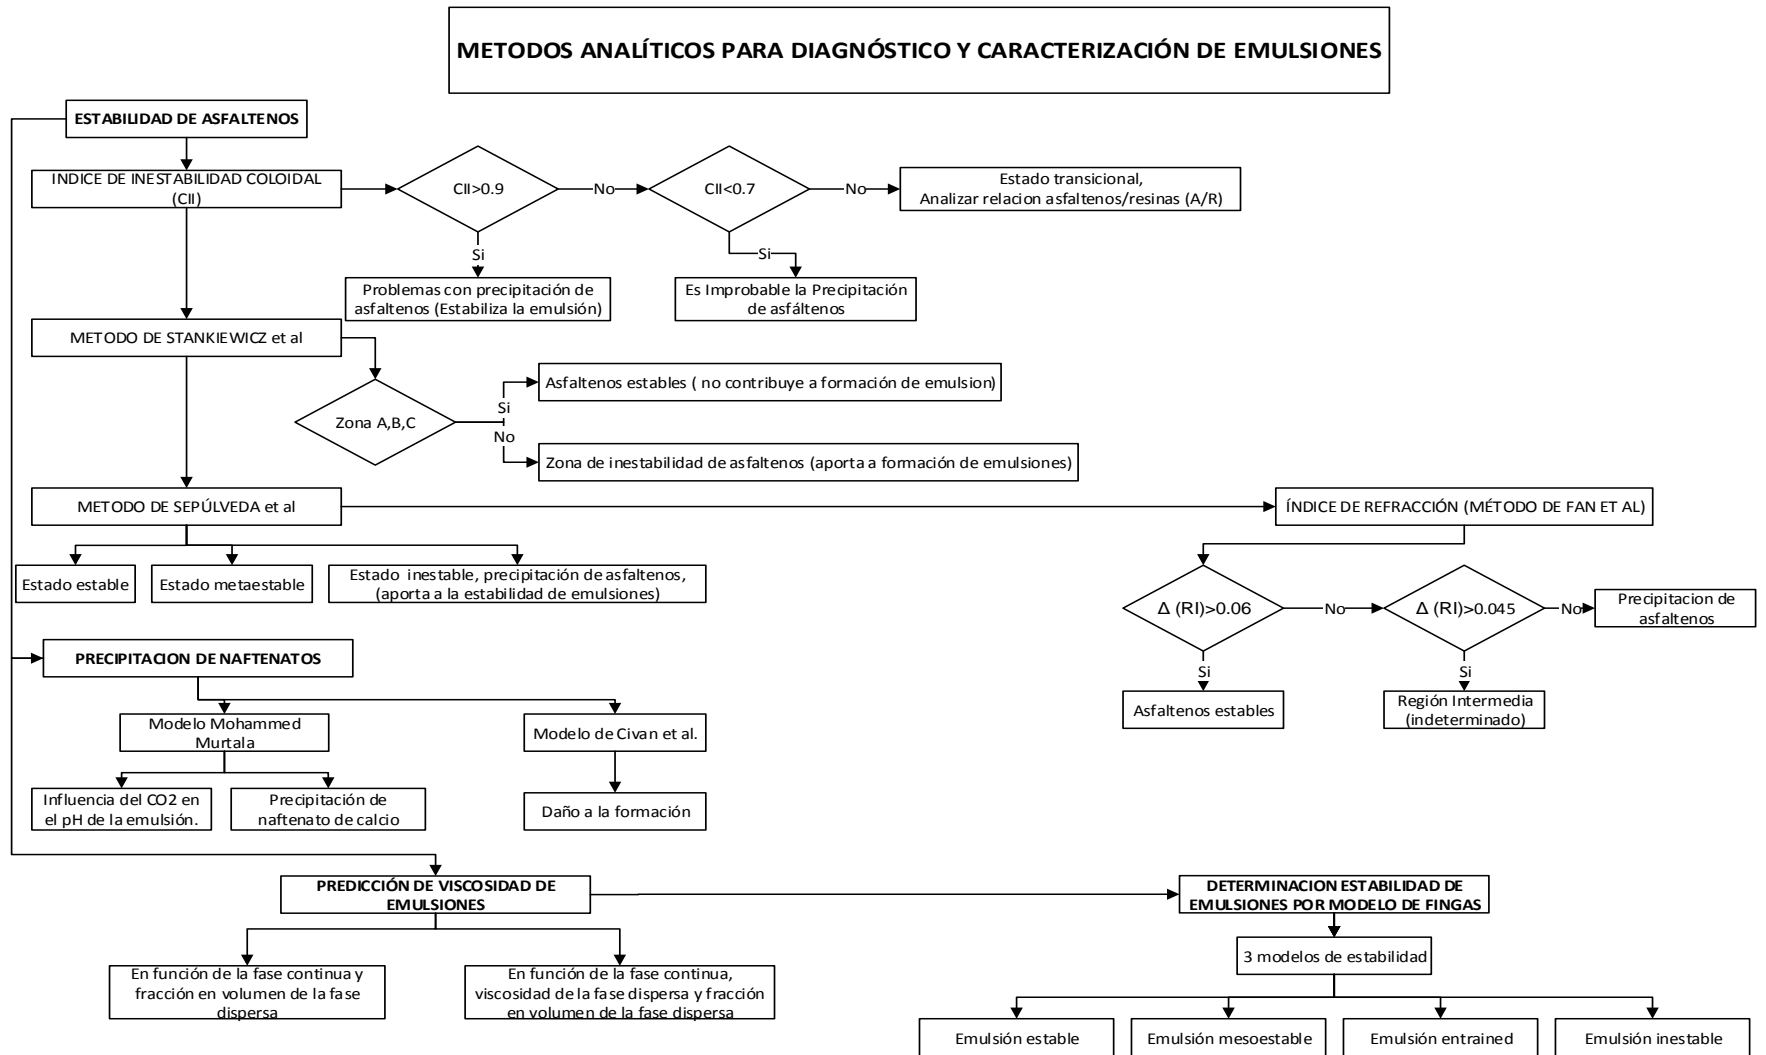 METODOS ANALÍTICOS PARA DIAGNÓSTICO Y CARACTERIZACIÓN DE EMULSIONES
ESTABILIDAD DE ASFALTENOS
INDICE DE INESTABILIDAD COLOIDAL
(CII)
CII>0.9
No
CII<0.7
No
Estado transicional,
Analizar relacion asfaltenos/resinas (A/R)
Si
Si
Problemas con precipitación de
asfaltenos (Estabiliza la emulsión)
Es Improbable la Precipitación
de asfáltenos
METODO DE STANKIEWICZ et al
Zona A,B,C
Si
No
Asfaltenos estables ( no contribuye a formación de emulsion)
Zona de inestabilidad de asfaltenos (aporta a formación de emulsiones)
METODO DE SEPÚLVEDA et al
ÍNDICE DE REFRACCIÓN (MÉTODO DE FAN ET AL)
Estado estable
Estado metaestable
Estado inestable, precipitación de asfaltenos,
(aporta a la estabilidad de emulsiones)
Δ (RI)>0.06
No
Δ (RI)>0.045
No
Precipitacion de
asfaltenos
Si
Si
Asfaltenos estables
Región Intermedia
(indeterminado)
PRECIPITACION DE NAFTENATOS
Modelo Mohammed
Murtala
Modelo de Civan et al.
Influencia del CO2 en
el pH de la emulsión.
Precipitación de
naftenato de calcio
Daño a la formación
PREDICCIÓN DE VISCOSIDAD DE
EMULSIONES
DETERMINACION ESTABILIDAD DE
EMULSIONES POR MODELO DE FINGAS
En función de la fase continua y
fracción en volumen de la fase
dispersa
En función de la fase continua,
viscosidad de la fase dispersa y fracción
en volumen de la fase dispersa
3 modelos de estabilidad
Emulsión estable
Emulsión mesoestable
Emulsión entrained
Emulsión inestable